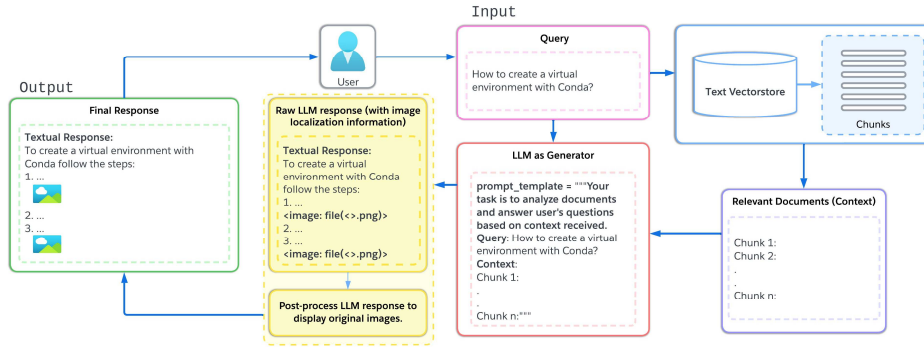 Input
Output
User
Query
How to create a virtual
environment with Conda?
Text Vectorstore
Chunks
Final Response
Textual Response:
To create a virtual environment with
Conda follow the steps:
1. ...
2. ...
3. ...
Raw LLM response (with image
localization information)
Textual Response:
To create a virtual
environment with Conda
follow the steps:
1. ...
<image: file(<>.png)>
2. ...
3. ...
<image: file(<>.png)>
Post-process LLM response to
display original images.
LLM as Generator
prompt_template = """Your
task is to analyze documents
and answer user's questions
based on context received.
Query: How to create a virtual
environment with Conda?
Context:
Chunk 1:
.
.
Chunk n:"""
Relevant Documents (Context)
Chunk 1:
Chunk 2:
.
.
Chunk n: